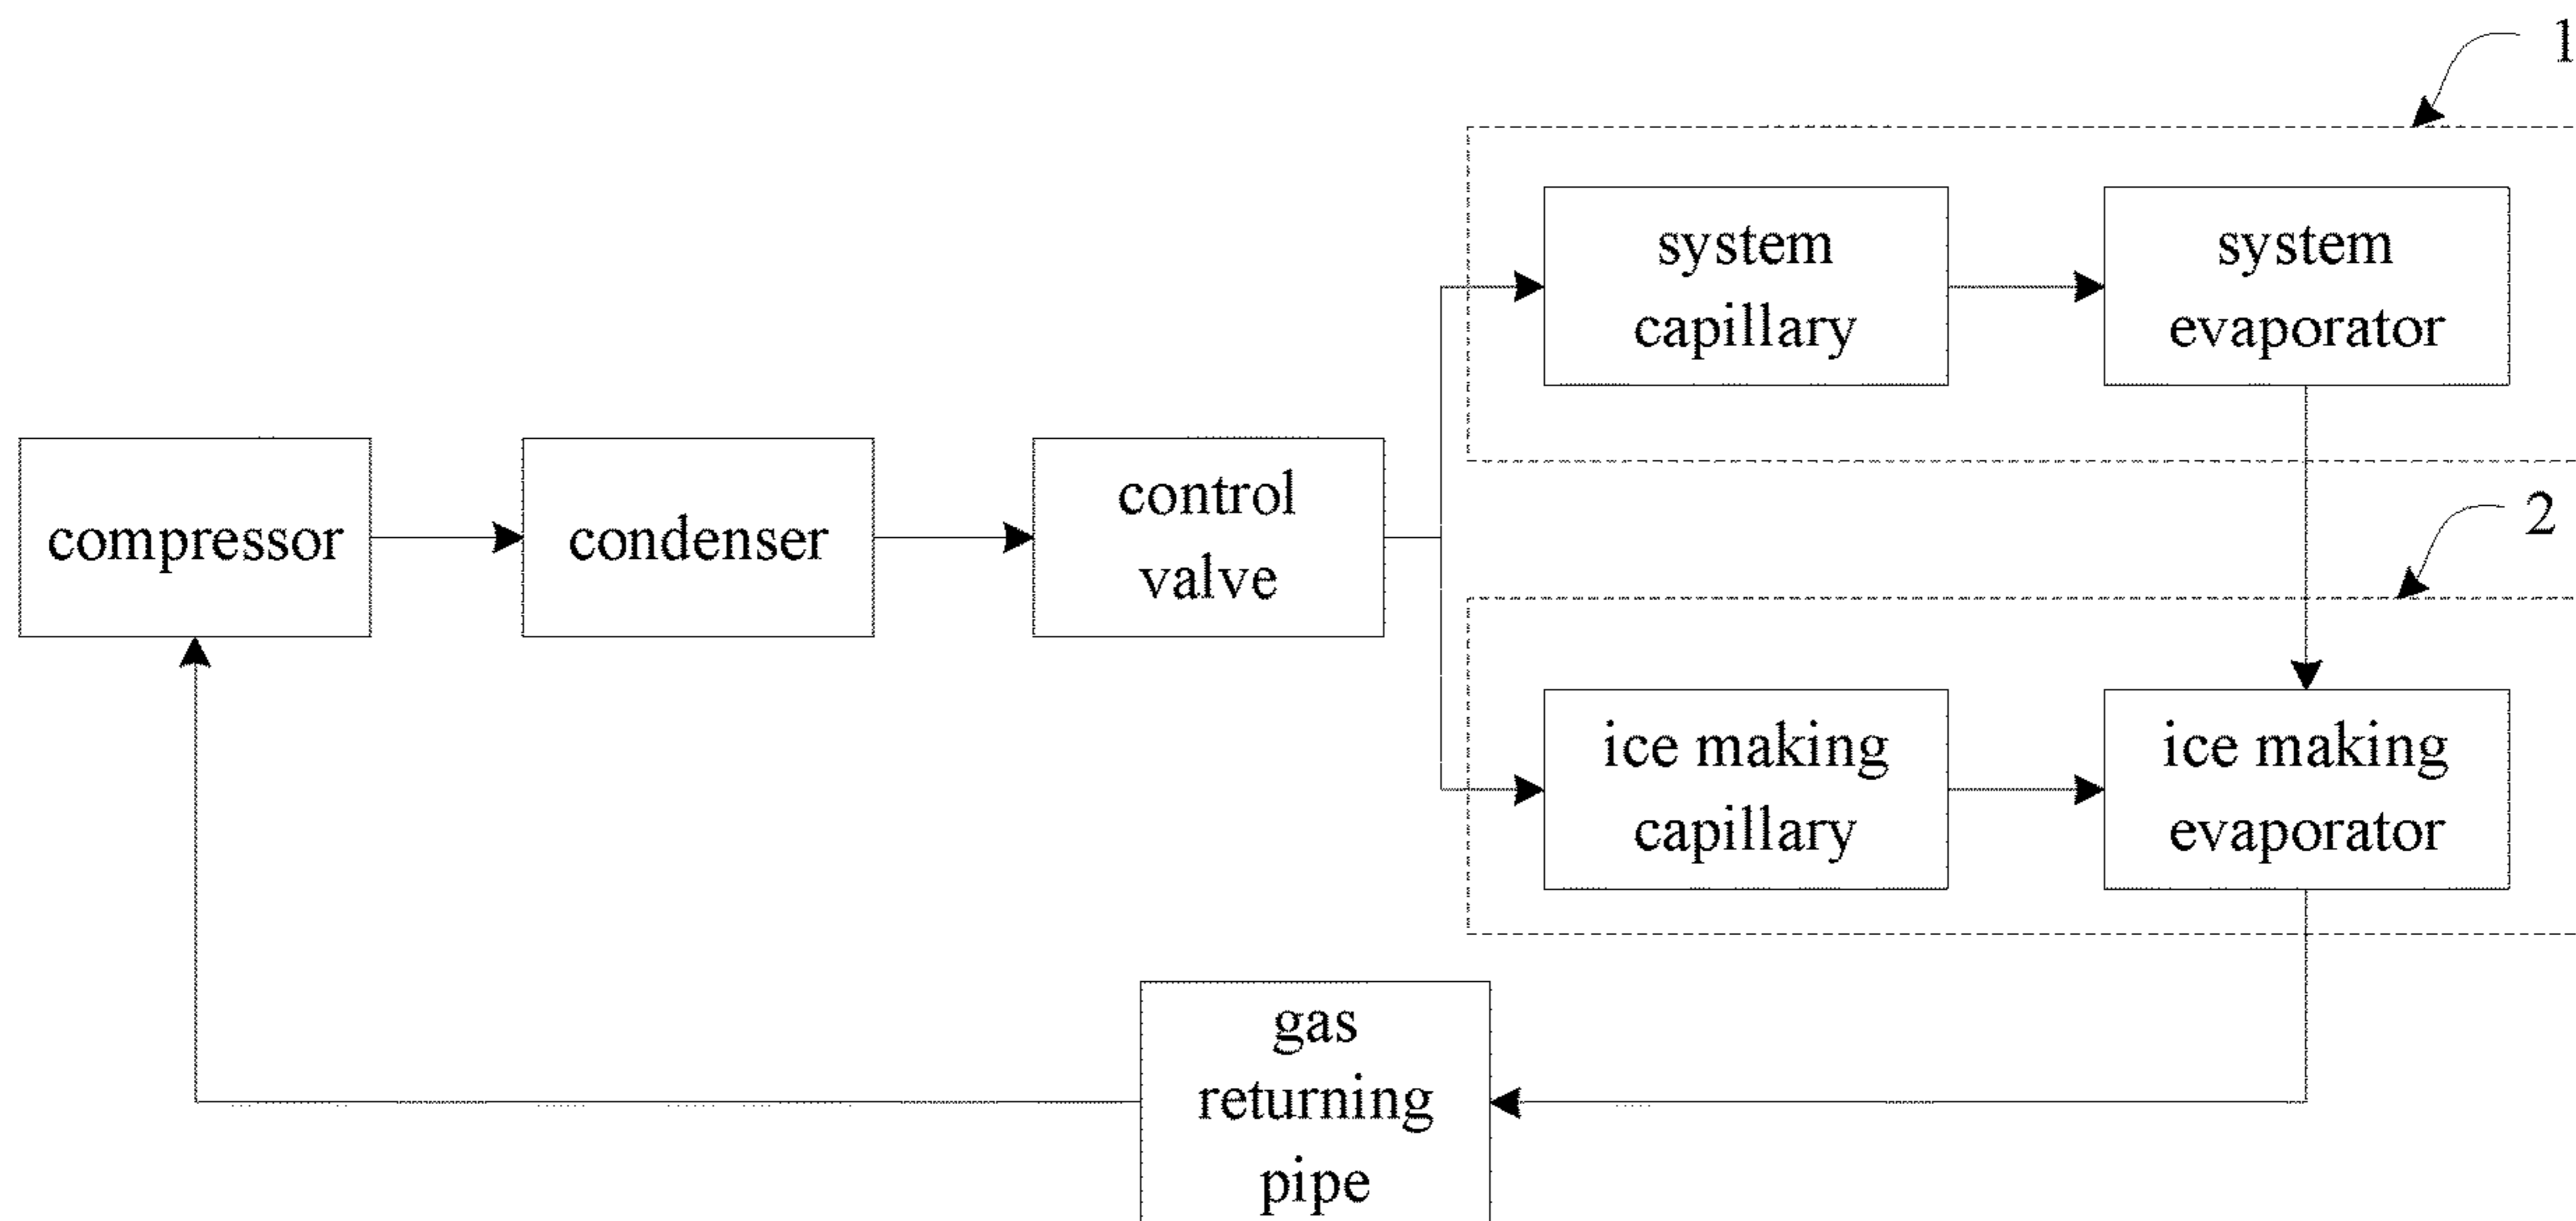 1
system
capillary
system
evaporator
compressor
condenser
control
valve
2
ice making
capillary
ice making
evaporator
gas
returning
pipe